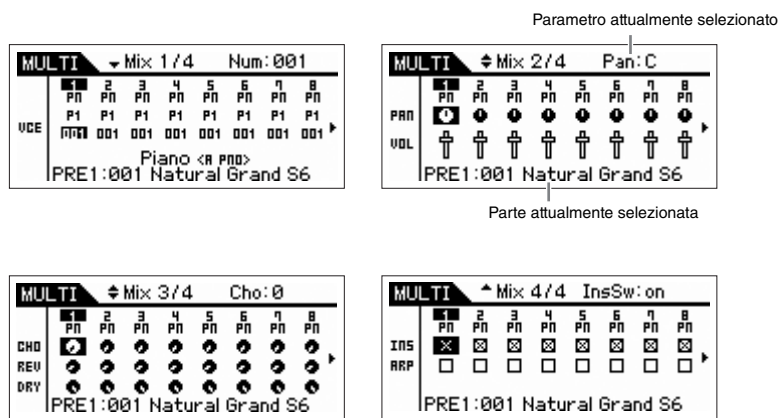 Parametro attualmente selezionato
MULTI Mix 1/4 Num:001
1 2 3 4 5 6 7 8
Pn Pn Pn Pn Pn Pn Pn Pn
P1 P1 P1 P1 P1 P1 P1 P1
VCE 001 001 001 001 001 001 001 001
Piano <A PNO>
PRE1:001 Natural Grand S6
MULTI Mix 2/4 Pan:C
1 2 3 4 5 6 7 8
Pn Pn Pn Pn Pn Pn Pn Pn
PAN
VOL
PRE1:001 Natural Grand S6
Parte attualmente selezionata
MULTI Mix 3/4 Cho:0
1 2 3 4 5 6 7 8
Pn Pn Pn Pn Pn Pn Pn Pn
CHO
REV
DRY
PRE1:001 Natural Grand S6
MULTI Mix 4/4 InsSw:on
1 2 3 4 5 6 7 8
Pn Pn Pn Pn Pn Pn Pn Pn
INS
ARP
PRE1:001 Natural Grand S6